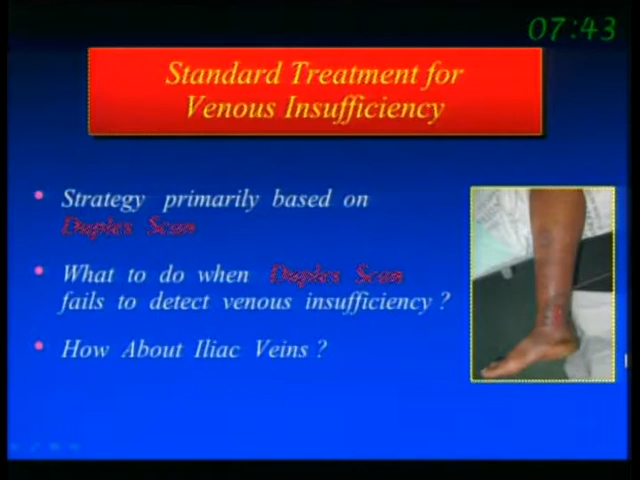 07:43
Standard Treatment for
Venous Insufficiency
• Strategy primarily based on
Duplex Scan
• What to do when Duplex Scan
fails to detect venous insufficiency ?
• How About Iliac Veins ?